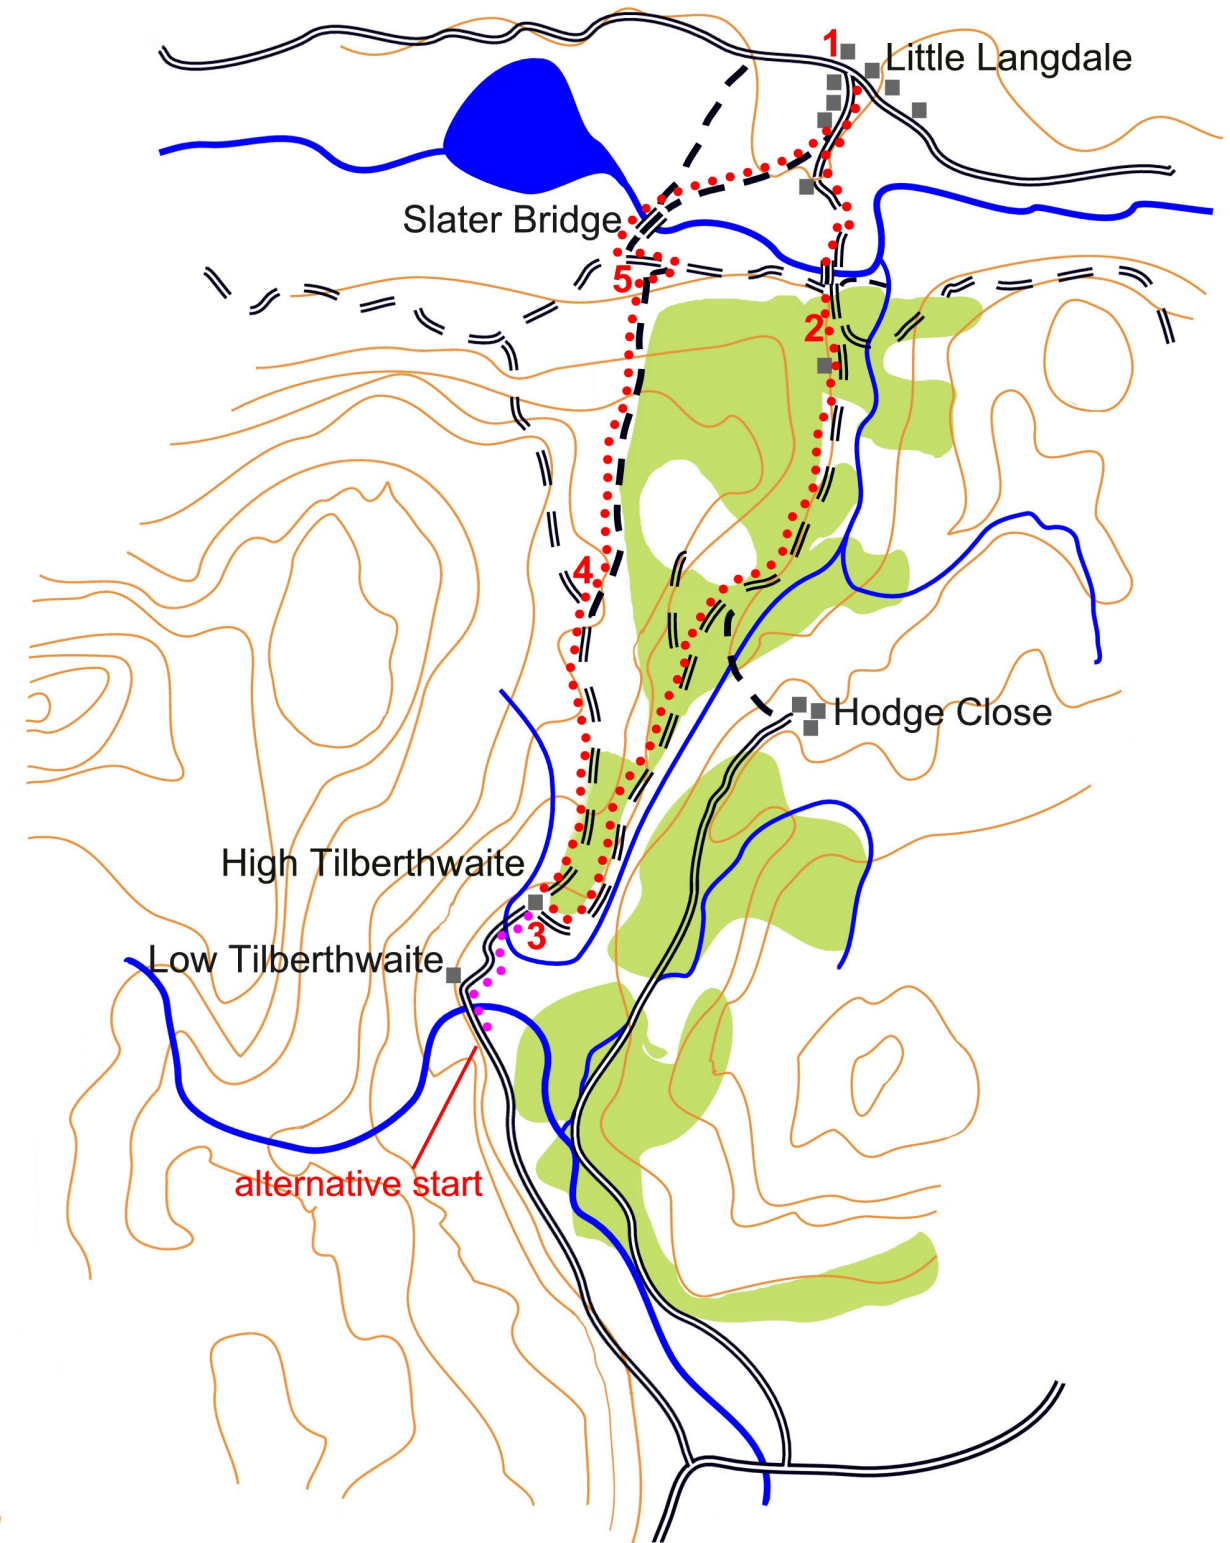 1
Little Langdale
Slater Bridge
5
2
4
Hodge Close
High Tilberthwaite
3
Low Tilberthwaite
alternative start